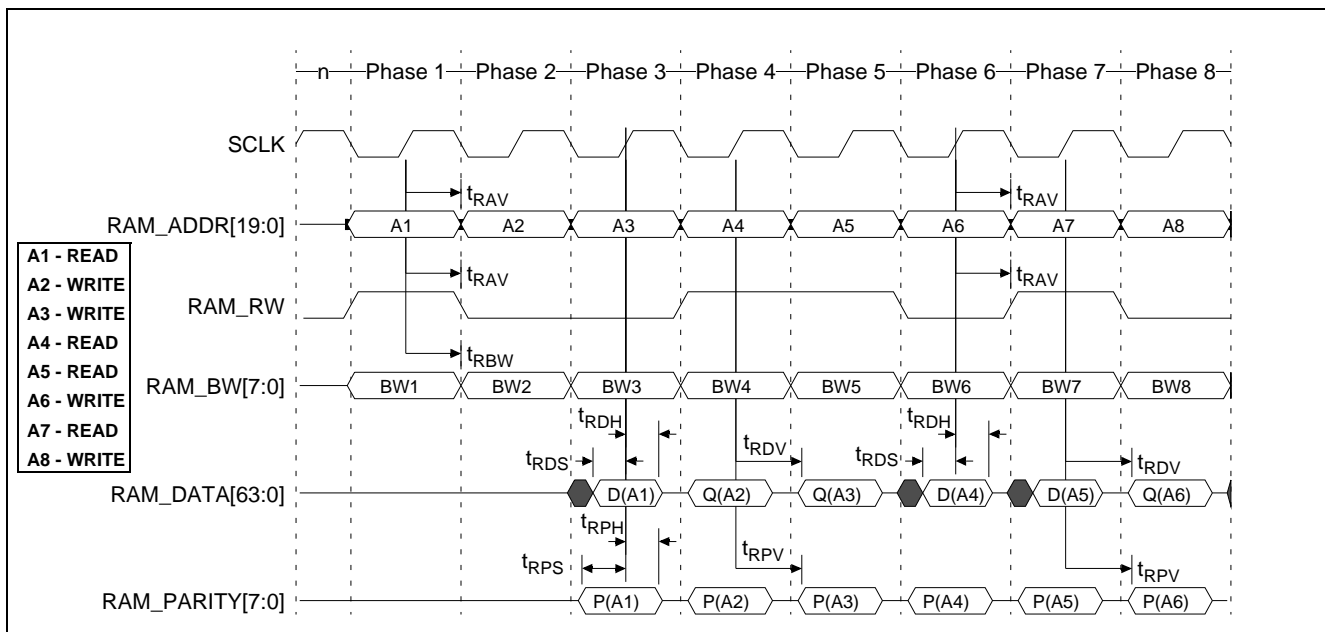 n Phase 1 Phase 2 Phase 3 Phase 4 Phase 5 Phase 6 Phase 7 Phase 8
SCLK
tRAV tRAV
RAM_ADDR[19:0] A1 A2 A3 A4 A5 A6 A7 A8
A1 - READ
A2 - WRITE
A3 - WRITE
A4 - READ
A5 - READ
A6 - WRITE
A7 - READ
A8 - WRITE
tRAV tRAV
RAM_RW
tRBW
RAM_BW[7:0] BW1 BW2 BW3 BW4 BW5 BW6 BW7 BW8
tRDH tRDH
tRDS tRDV tRDS tRDV
RAM_DATA[63:0] D(A1) Q(A2) Q(A3) D(A4) D(A5) Q(A6)
tRPH
tRPS tRPV tRPV
RAM_PARITY[7:0] P(A1) P(A2) P(A3) P(A4) P(A5) P(A6)